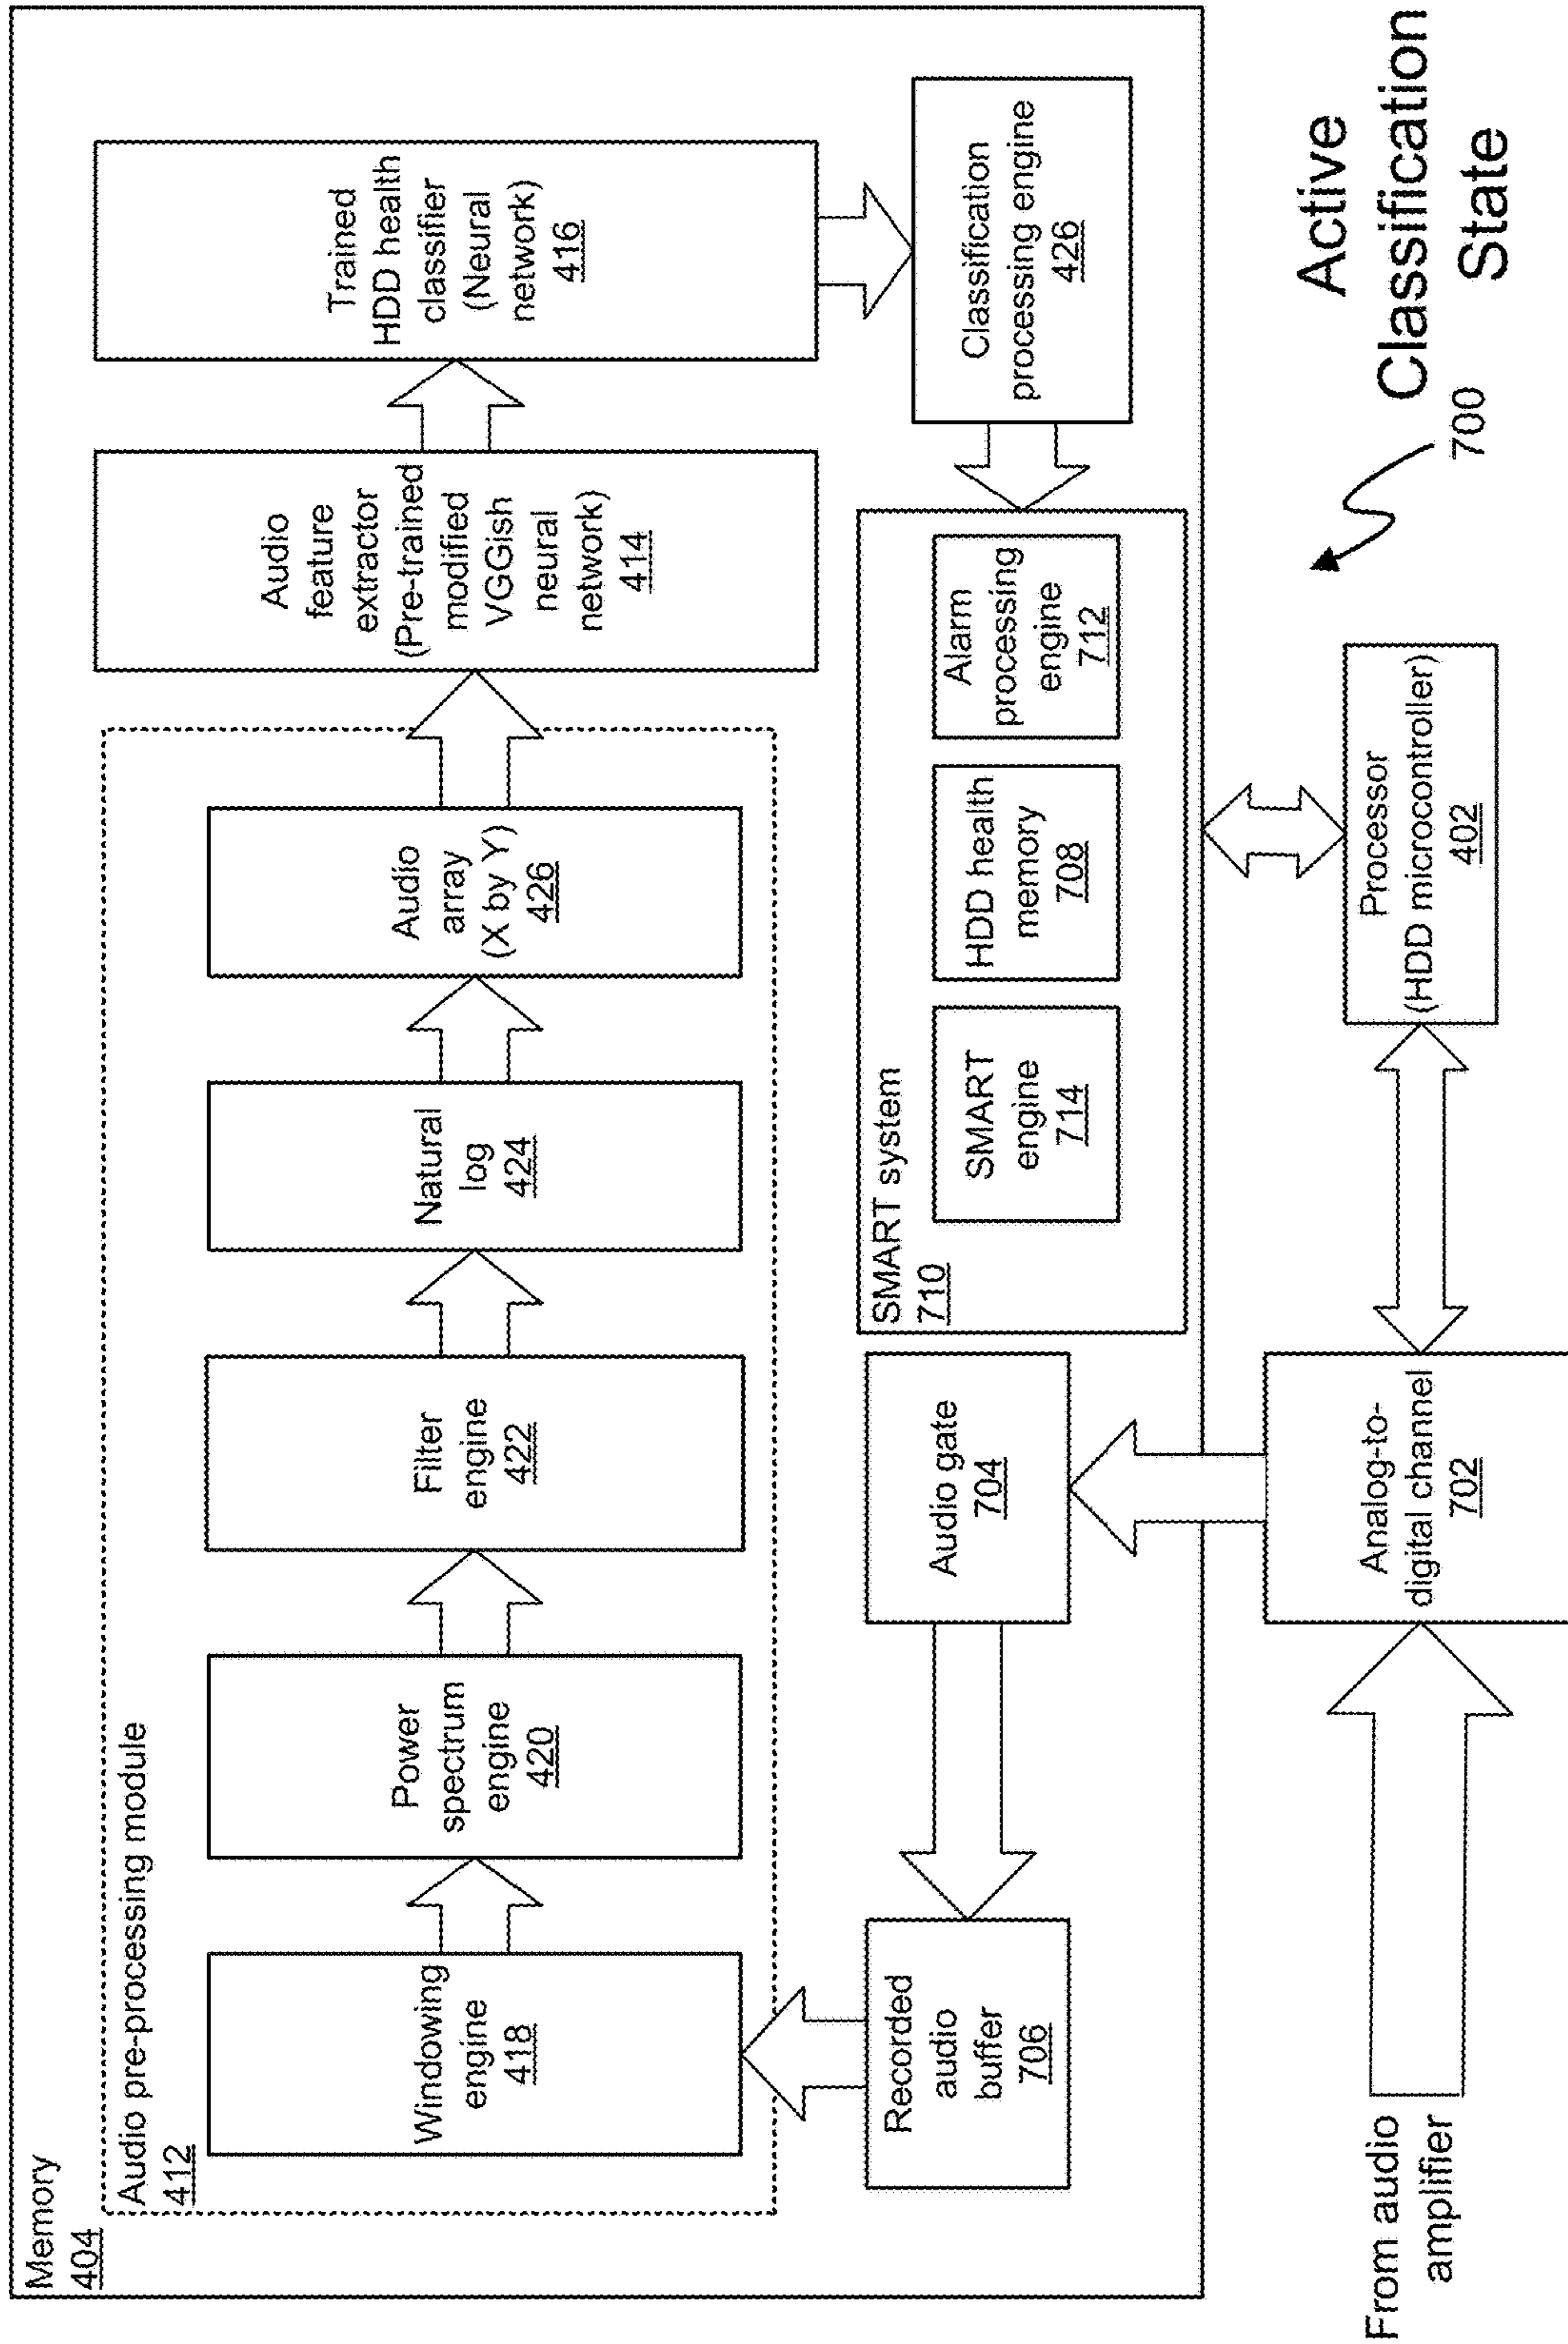 Memory
404
Audio pre-processing module
412
Windowing
engine
418
Power
spectrum
engine
420
Filter
engine
422
Natural
log
424
Audio
array
(X by Y)
426
Audio
feature
extractor
(Pre-trained
modified
VGGish
neural
network)
414
Trained
HDD health
classifier
(Neural
network)
416
Recorded
audio
buffer
706
Audio gate
704
SMART system
710
SMART
engine
714
HDD health
memory
708
Alarm
processing
engine
712
Classification
processing engine
426
From audio
amplifier
Analog-to-
digital channel
702
Processor
(HDD microcontroller)
402
700
Active
Classification
State